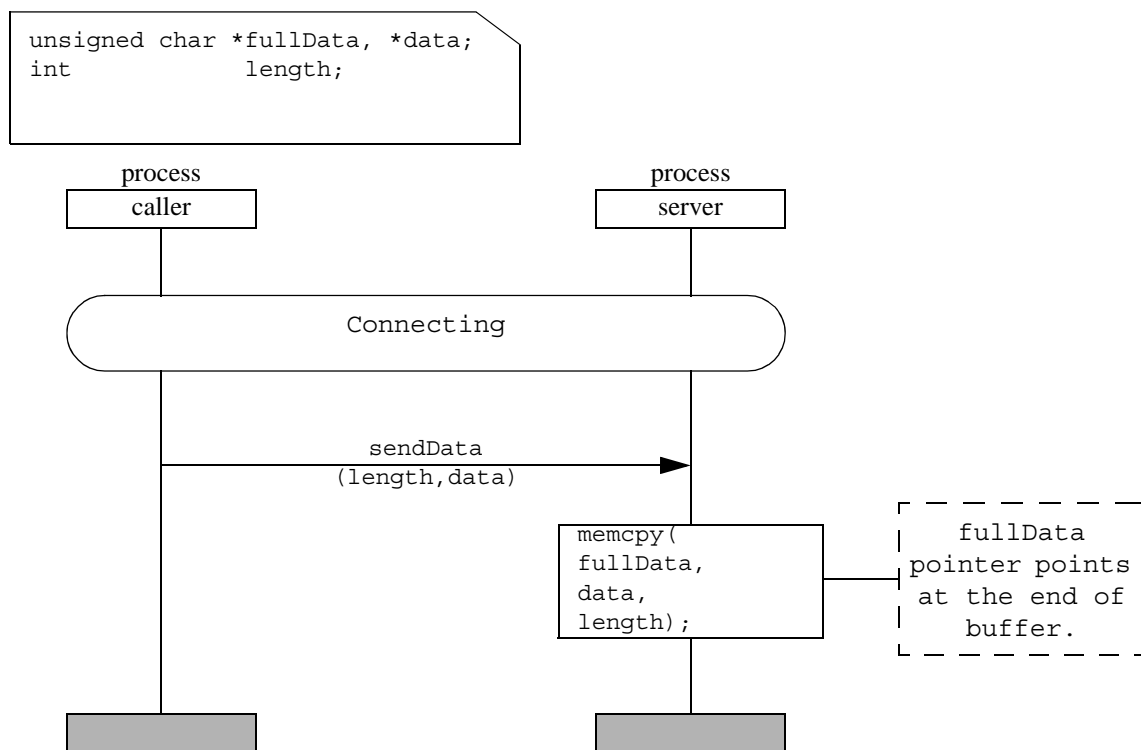 unsigned char *fullData, *data;
int length;
process
process
caller
server
Connecting
sendData
(length,data)
memcpy(
fullData,
data,
length);
fullData
pointer points
at the end of
buffer.